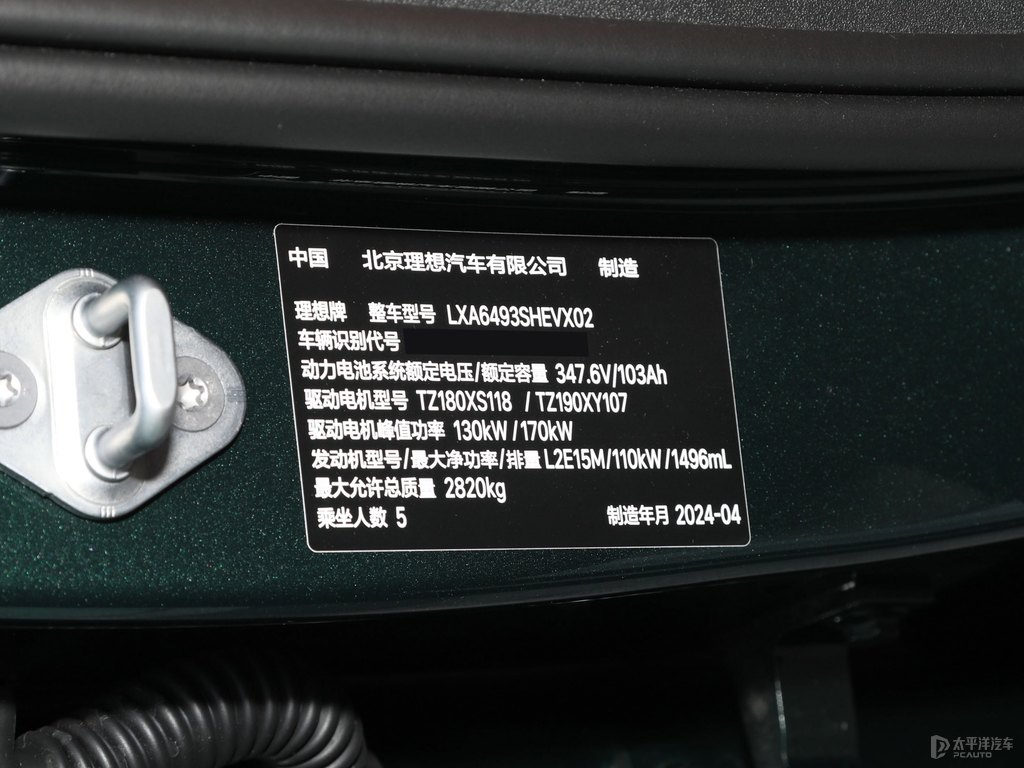 中国 北京理想汽车有限公司 制造
理想牌 整车型号 LXA6493SHEVX02
车辆识别代号
动力电池系统额定电压/额定容量 347.6V/103Ah
驱动电机型号 TZ180XS118 / TZ190XY107
驱动电机峰值功率 130kW /170kW
发动机型号/最大净功率/排量 L2E15M/110kW /1496mL
最大允许总质量 2820kg
乘坐人数 5 制造年月 2024-04
太平洋汽车
PCAUTO